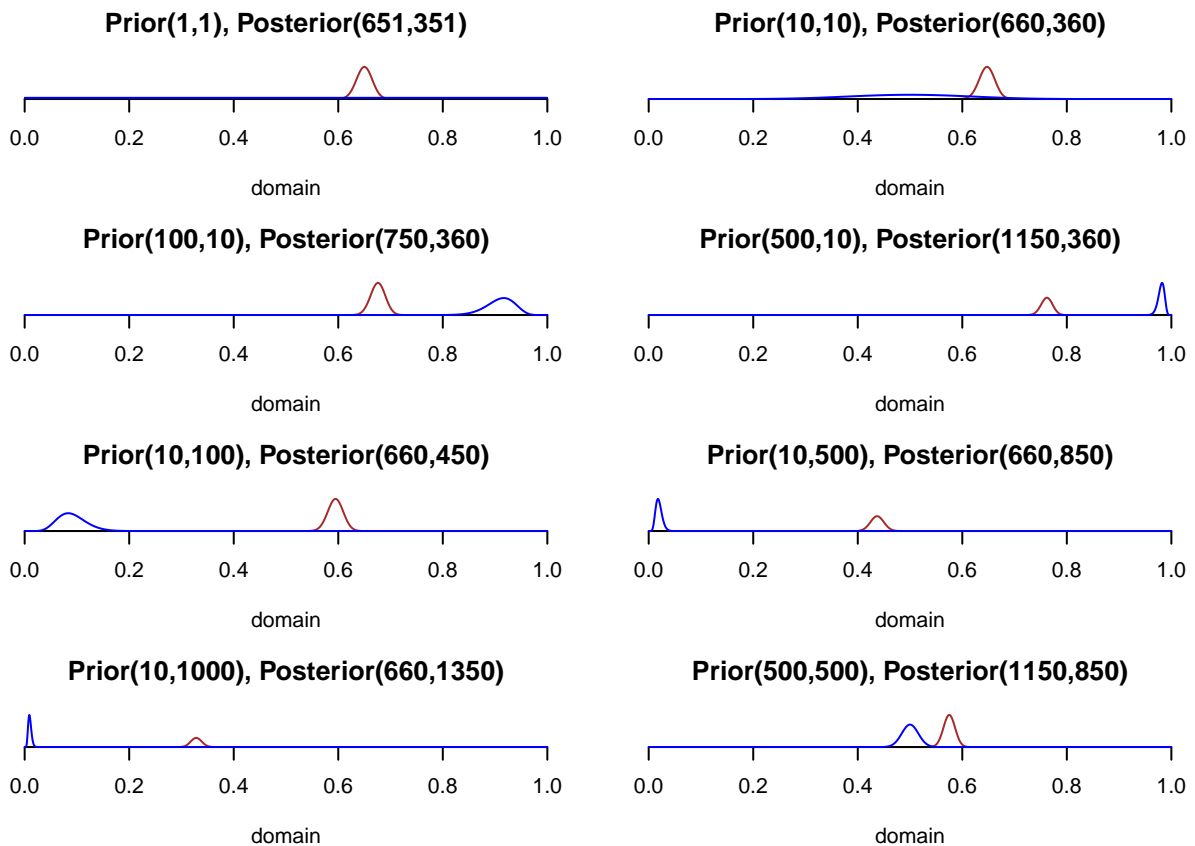 Prior(1,1), Posterior(651,351)
0.0 0.2 0.4 0.6 0.8 1.0
domain
Prior(10,10), Posterior(660,360)
0.0 0.2 0.4 0.6 0.8 1.0
domain
Prior(100,10), Posterior(750,360)
0.0 0.2 0.4 0.6 0.8 1.0
domain
Prior(500,10), Posterior(1150,360)
0.0 0.2 0.4 0.6 0.8 1.0
domain
Prior(10,100), Posterior(660,450)
0.0 0.2 0.4 0.6 0.8 1.0
domain
Prior(10,500), Posterior(660,850)
0.0 0.2 0.4 0.6 0.8 1.0
domain
Prior(10,1000), Posterior(660,1350)
0.0 0.2 0.4 0.6 0.8 1.0
domain
Prior(500,500), Posterior(1150,850)
0.0 0.2 0.4 0.6 0.8 1.0
domain